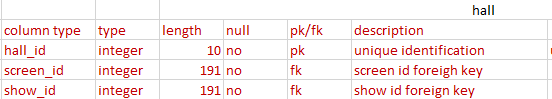 hall
column type type length null pk/fk description
hall_id integer 10 no pk unique identification
screen_id integer 191 no fk screen id foreigh key
show_id integer 191 no fk show id foreign key